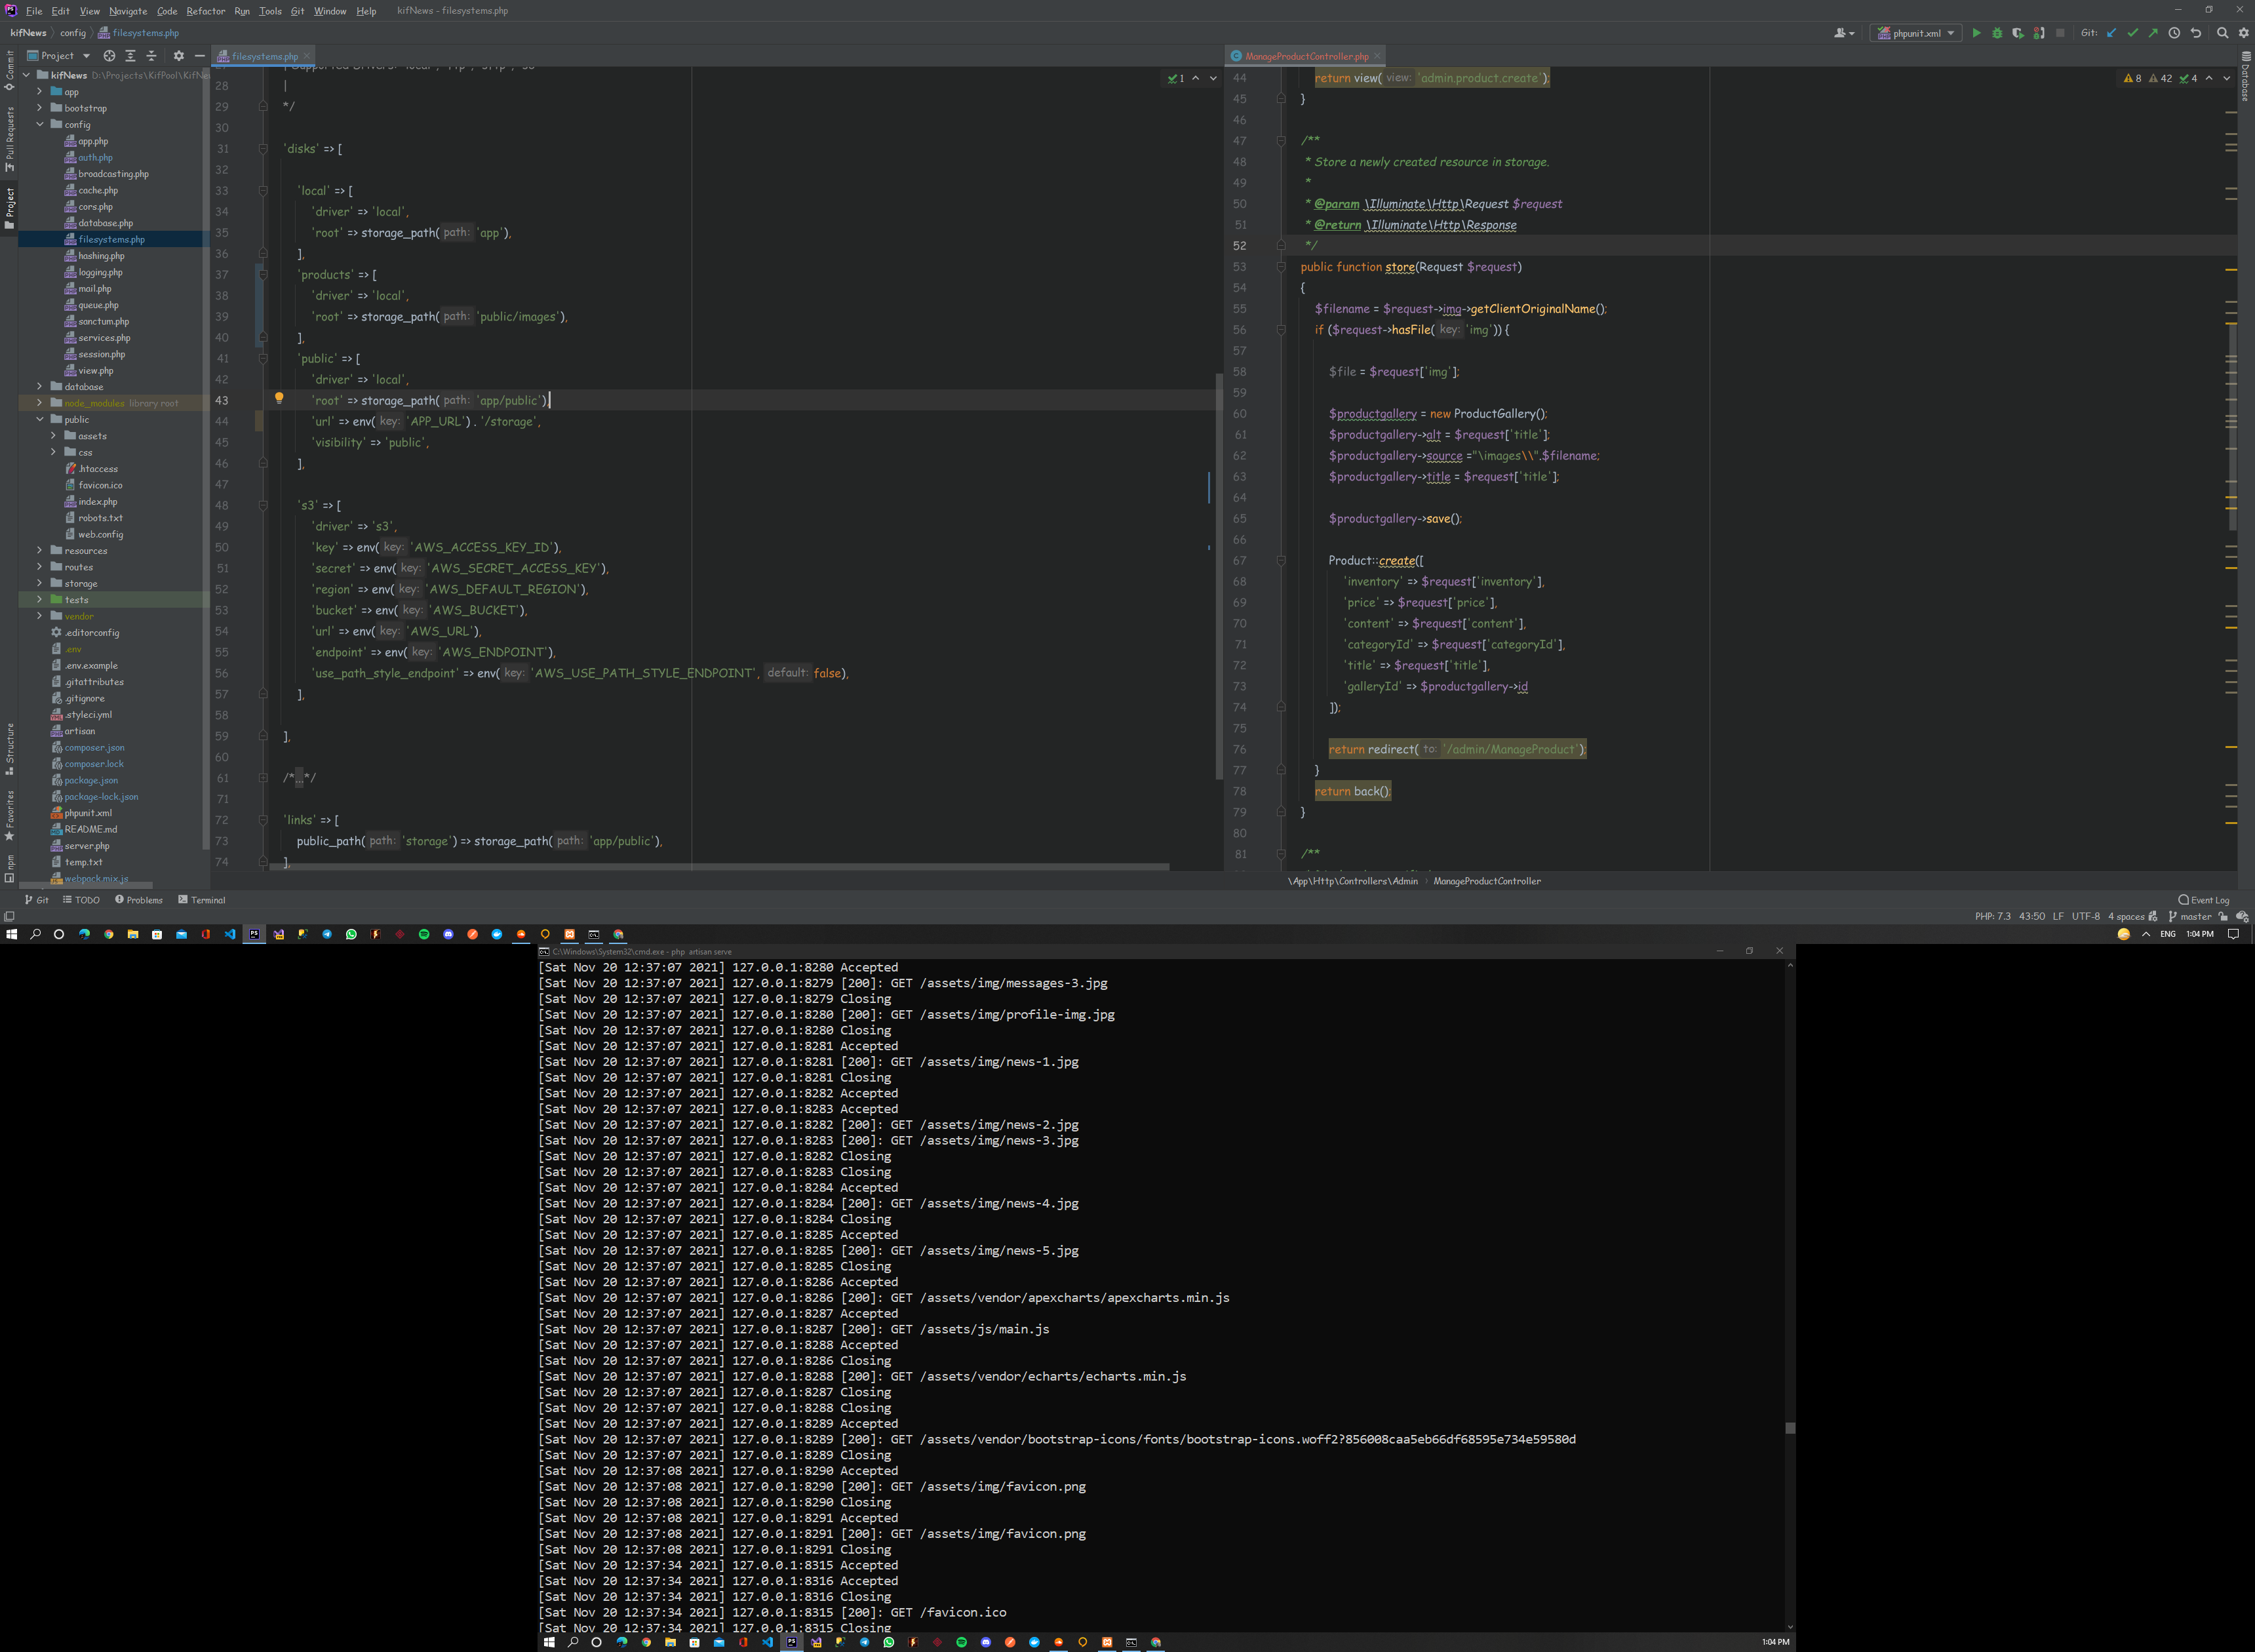 File Edit View Navigate Code Refactor Run Tools Git Window Help kifNews - filesystems.php
kifNews config filesystems.php
phpunit.xml Git:
Project
filesystems.php
ManageProductController.php
Commit
Pull Requests
Project
Structure
Favorites
npm
Database
kifNews D:\Projects\KifPool\KifNe
app
bootstrap
config
app.php
auth.php
broadcasting.php
cache.php
cors.php
database.php
filesystems.php
hashing.php
logging.php
mail.php
queue.php
sanctum.php
services.php
session.php
view.php
database
node_modules library root
public
assets
css
.htaccess
favicon.ico
index.php
robots.txt
web.config
resources
routes
storage
tests
vendor
.editorconfig
.env
.env.example
.gitattributes
.gitignore
.styleci.yml
artisan
composer.json
composer.lock
package.json
package-lock.json
phpunit.xml
README.md
server.php
temp.txt
webpack.mix.js
1
28 |
29 */
30
31 'disks' => [
32
33 'local' => [
34 'driver' => 'local',
35 'root' => storage_path( path: 'app'),
36 ],
37 'products' => [
38 'driver' => 'local',
39 'root' => storage_path( path: 'public/images'),
40 ],
41 'public' => [
42 'driver' => 'local',
43 'root' => storage_path( path: 'app/public'),
44 'url' => env( key: 'APP_URL') . '/storage',
45 'visibility' => 'public',
46 ],
47
48 's3' => [
49 'driver' => 's3',
50 'key' => env( key: 'AWS_ACCESS_KEY_ID'),
51 'secret' => env( key: 'AWS_SECRET_ACCESS_KEY'),
52 'region' => env( key: 'AWS_DEFAULT_REGION'),
53 'bucket' => env( key: 'AWS_BUCKET'),
54 'url' => env( key: 'AWS_URL'),
55 'endpoint' => env( key: 'AWS_ENDPOINT'),
56 'use_path_style_endpoint' => env( key: 'AWS_USE_PATH_STYLE_ENDPOINT', default: false),
57 ],
58
59 ],
60
61 /*...*/
71
72 'links' => [
73 public_path( path: 'storage') => storage_path( path: 'app/public'),
74 ],
8 42 4
44 return view( view: 'admin.product.create');
45 }
46
47 /**
48 * Store a newly created resource in storage.
49 *
50 * @param \Illuminate\Http\Request $request
51 * @return \Illuminate\Http\Response
52 */
53 public function store(Request $request)
54 {
55 $filename = $request->img->getClientOriginalName();
56 if ($request->hasFile( key: 'img')) {
57
58 $file = $request['img'];
59
60 $productgallery = new ProductGallery();
61 $productgallery->alt = $request['title'];
62 $productgallery->source ="\images\\".$filename;
63 $productgallery->title = $request['title'];
64
65 $productgallery->save();
66
67 Product::create([
68 'inventory' => $request['inventory'],
69 'price' => $request['price'],
70 'content' => $request['content'],
71 'categoryId' => $request['categoryId'],
72 'title' => $request['title'],
73 'galleryId' => $productgallery->id
74 ]);
75
76 return redirect( to: '/admin/ManageProduct');
77 }
78 return back();
79 }
80
81 /**
\App\Http\Controllers\Admin ManageProductController
Git TODO Problems Terminal Event Log
PHP: 7.3 43:50 LF UTF-8 4 spaces master
ENG 1:04 PM
C:\Windows\System32\cmd.exe - php artisan serve
[Sat Nov 20 12:37:07 2021] 127.0.0.1:8280 Accepted
[Sat Nov 20 12:37:07 2021] 127.0.0.1:8279 [200]: GET /assets/img/messages-3.jpg
[Sat Nov 20 12:37:07 2021] 127.0.0.1:8279 Closing
[Sat Nov 20 12:37:07 2021] 127.0.0.1:8280 [200]: GET /assets/img/profile-img.jpg
[Sat Nov 20 12:37:07 2021] 127.0.0.1:8280 Closing
[Sat Nov 20 12:37:07 2021] 127.0.0.1:8281 Accepted
[Sat Nov 20 12:37:07 2021] 127.0.0.1:8281 [200]: GET /assets/img/news-1.jpg
[Sat Nov 20 12:37:07 2021] 127.0.0.1:8281 Closing
[Sat Nov 20 12:37:07 2021] 127.0.0.1:8282 Accepted
[Sat Nov 20 12:37:07 2021] 127.0.0.1:8283 Accepted
[Sat Nov 20 12:37:07 2021] 127.0.0.1:8282 [200]: GET /assets/img/news-2.jpg
[Sat Nov 20 12:37:07 2021] 127.0.0.1:8283 [200]: GET /assets/img/news-3.jpg
[Sat Nov 20 12:37:07 2021] 127.0.0.1:8282 Closing
[Sat Nov 20 12:37:07 2021] 127.0.0.1:8283 Closing
[Sat Nov 20 12:37:07 2021] 127.0.0.1:8284 Accepted
[Sat Nov 20 12:37:07 2021] 127.0.0.1:8284 [200]: GET /assets/img/news-4.jpg
[Sat Nov 20 12:37:07 2021] 127.0.0.1:8284 Closing
[Sat Nov 20 12:37:07 2021] 127.0.0.1:8285 Accepted
[Sat Nov 20 12:37:07 2021] 127.0.0.1:8285 [200]: GET /assets/img/news-5.jpg
[Sat Nov 20 12:37:07 2021] 127.0.0.1:8285 Closing
[Sat Nov 20 12:37:07 2021] 127.0.0.1:8286 Accepted
[Sat Nov 20 12:37:07 2021] 127.0.0.1:8286 [200]: GET /assets/vendor/apexcharts/apexcharts.min.js
[Sat Nov 20 12:37:07 2021] 127.0.0.1:8287 Accepted
[Sat Nov 20 12:37:07 2021] 127.0.0.1:8287 [200]: GET /assets/js/main.js
[Sat Nov 20 12:37:07 2021] 127.0.0.1:8288 Accepted
[Sat Nov 20 12:37:07 2021] 127.0.0.1:8286 Closing
[Sat Nov 20 12:37:07 2021] 127.0.0.1:8288 [200]: GET /assets/vendor/echarts/echarts.min.js
[Sat Nov 20 12:37:07 2021] 127.0.0.1:8287 Closing
[Sat Nov 20 12:37:07 2021] 127.0.0.1:8288 Closing
[Sat Nov 20 12:37:07 2021] 127.0.0.1:8289 Accepted
[Sat Nov 20 12:37:07 2021] 127.0.0.1:8289 [200]: GET /assets/vendor/bootstrap-icons/fonts/bootstrap-icons.woff2?856008caa5eb66df68595e734e59580d
[Sat Nov 20 12:37:07 2021] 127.0.0.1:8289 Closing
[Sat Nov 20 12:37:08 2021] 127.0.0.1:8290 Accepted
[Sat Nov 20 12:37:08 2021] 127.0.0.1:8290 [200]: GET /assets/img/favicon.png
[Sat Nov 20 12:37:08 2021] 127.0.0.1:8290 Closing
[Sat Nov 20 12:37:08 2021] 127.0.0.1:8291 Accepted
[Sat Nov 20 12:37:08 2021] 127.0.0.1:8291 [200]: GET /assets/img/favicon.png
[Sat Nov 20 12:37:08 2021] 127.0.0.1:8291 Closing
[Sat Nov 20 12:37:34 2021] 127.0.0.1:8315 Accepted
[Sat Nov 20 12:37:34 2021] 127.0.0.1:8316 Accepted
[Sat Nov 20 12:37:34 2021] 127.0.0.1:8316 Closing
[Sat Nov 20 12:37:34 2021] 127.0.0.1:8315 [200]: GET /favicon.ico
[Sat Nov 20 12:37:34 2021] 127.0.0.1:8315 Closing
1:04 PM